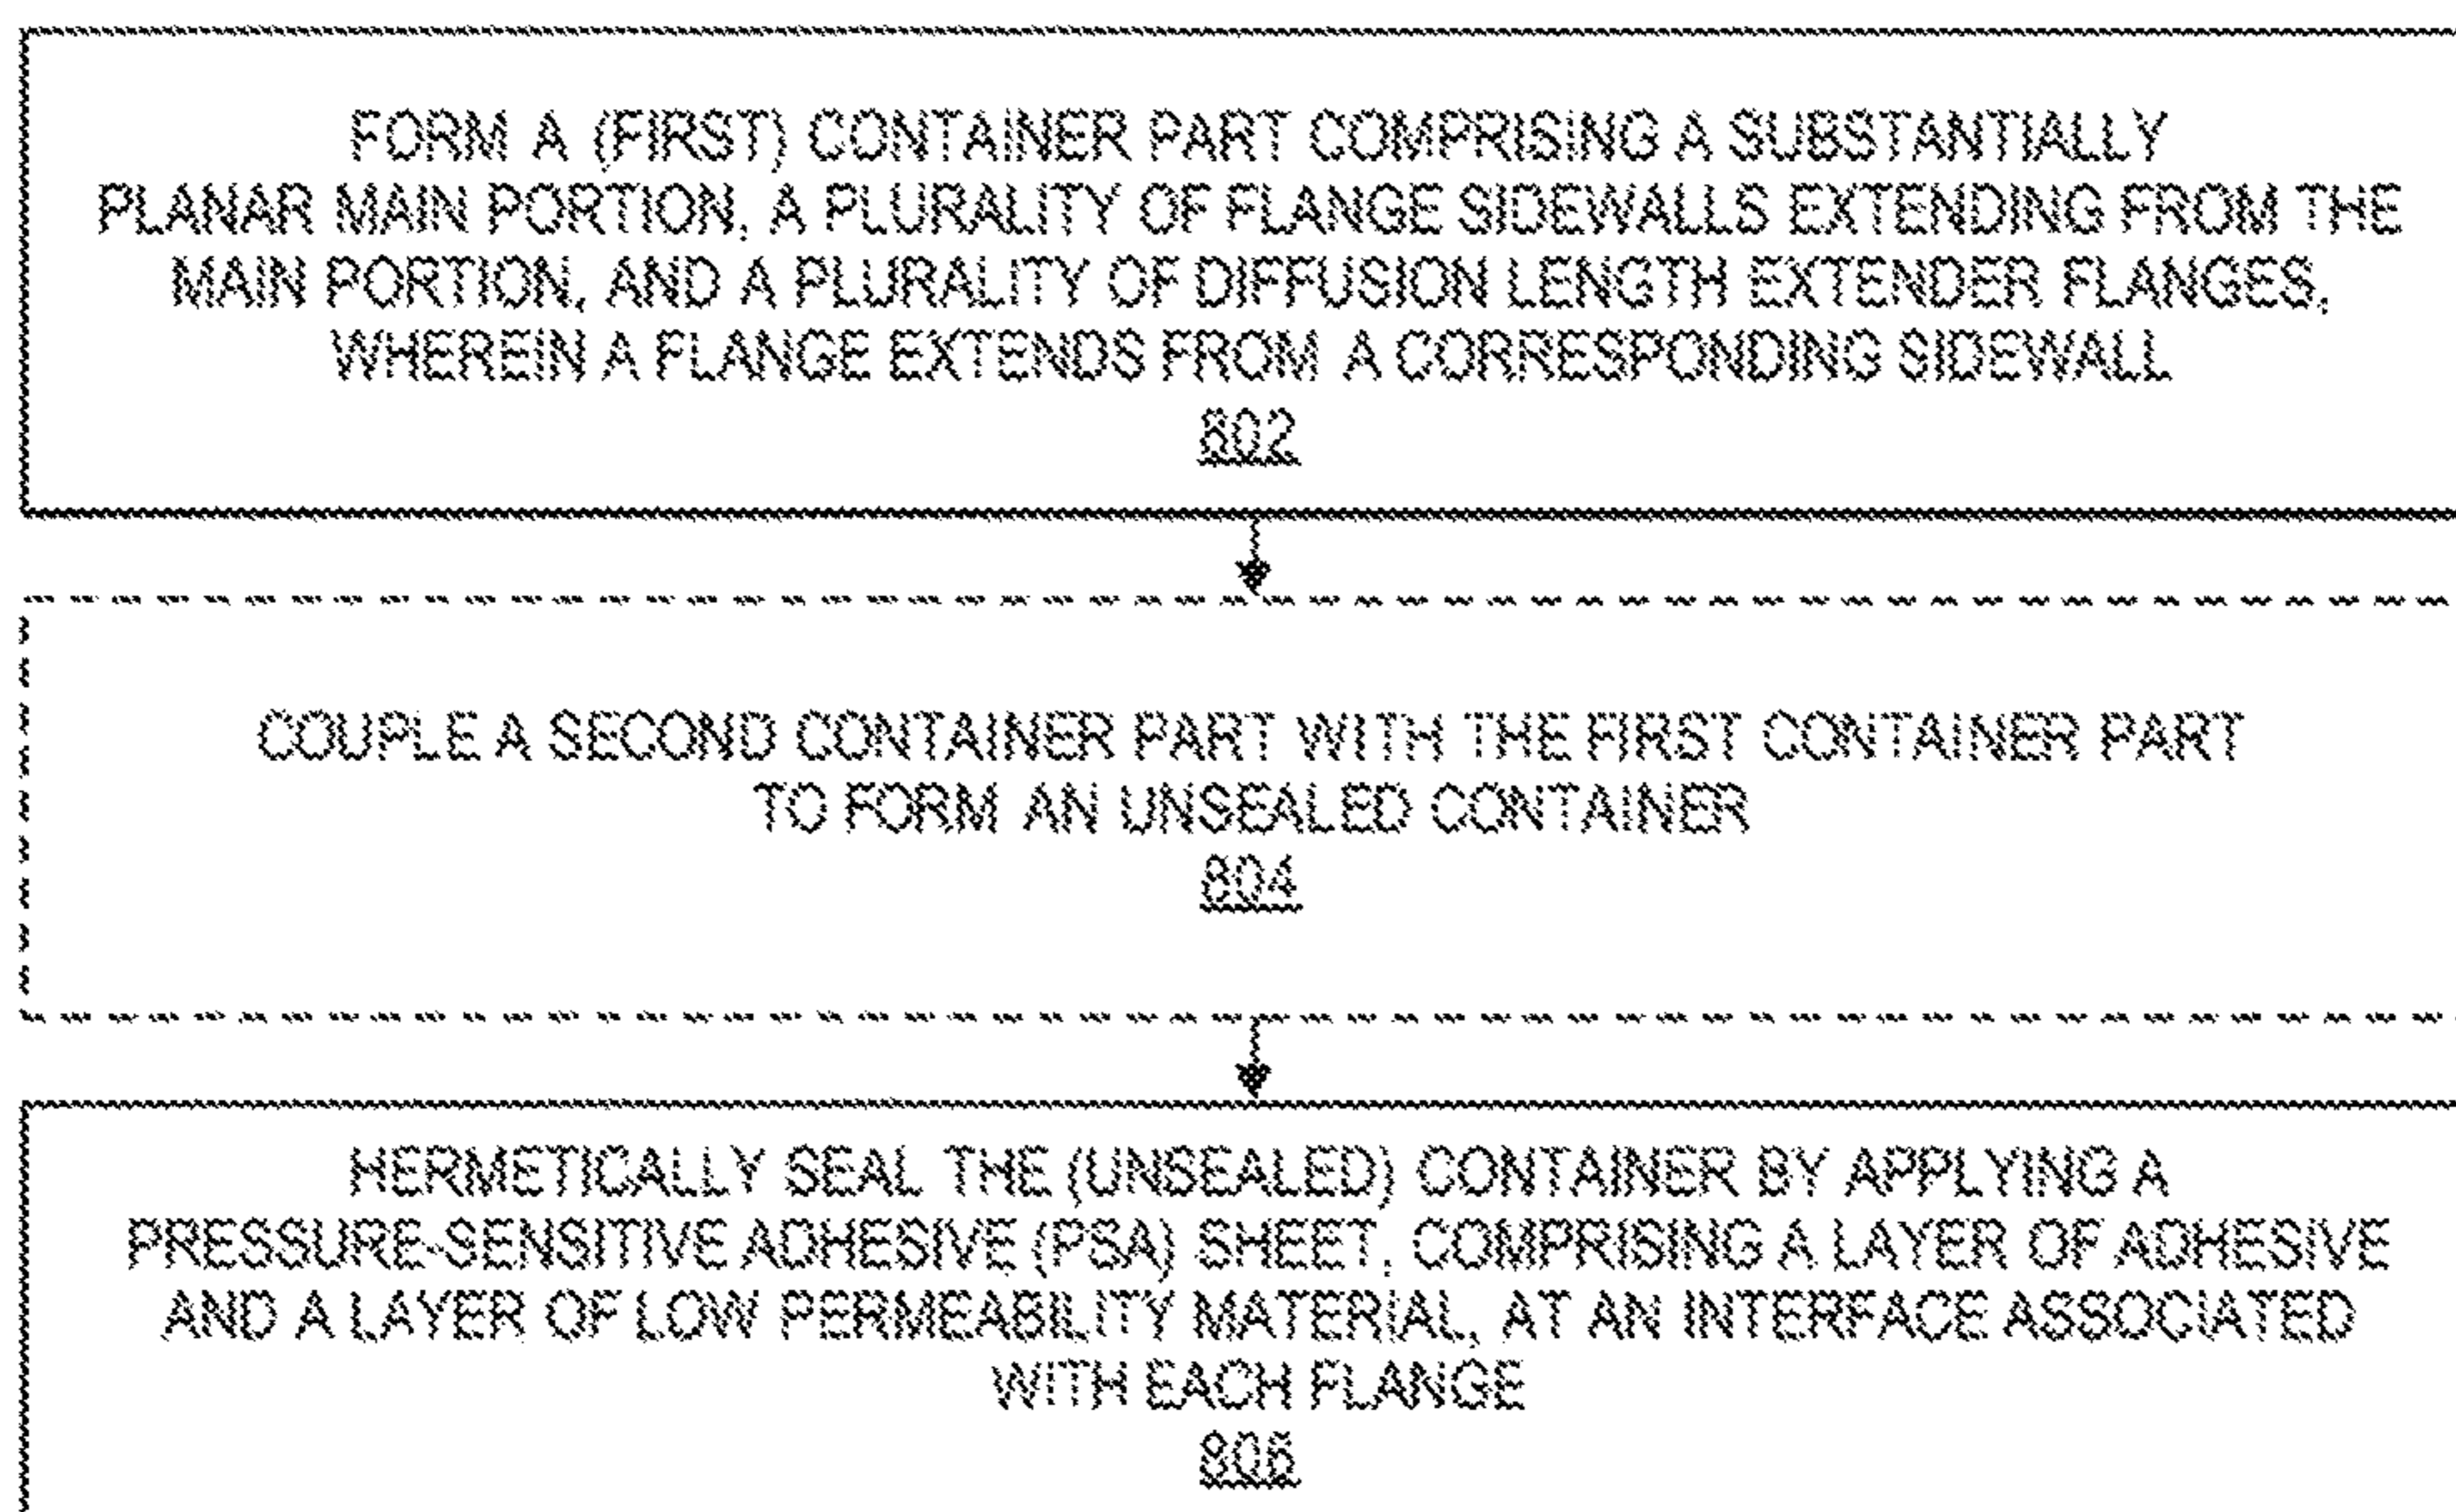 FORM A (FIRST) CONTAINER PART COMPRISING A SUBSTANTIALLY
PLANAR MAIN PORTION, A PLURALITY OF FLANGE SIDEWALLS EXTENDING FROM THE
MAIN PORTION, AND A PLURALITY OF DIFFUSION LENGTH EXTENDER FLANGES,
WHEREIN A FLANGE EXTENDS FROM A CORRESPONDING SIDEWALL
802
COUPLE A SECOND CONTAINER PART WITH THE FIRST CONTAINER PART
TO FORM AN UNSEALED CONTAINER
804
HERMETICALLY SEAL THE (UNSEALED) CONTAINER BY APPLYING A
PRESSURE-SENSITIVE ADHESIVE (PSA) SHEET, COMPRISING A LAYER OF ADHESIVE
AND A LAYER OF LOW PERMEABILITY MATERIAL, AT AN INTERFACE ASSOCIATED
WITH EACH FLANGE
806